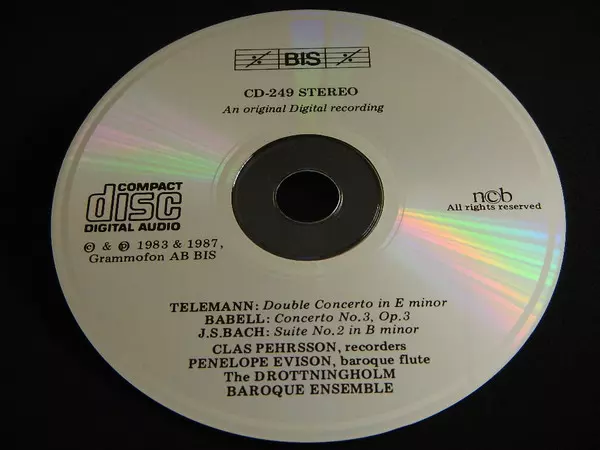 BIS
CD-249 STEREO
An original Digital recording
COMPACT
disc
DIGITAL AUDIO
n©b
All rights reserved
© & ℗ 1983 & 1987,
Grammofon AB BIS
TELEMANN: Double Concerto in E minor
BABELL: Concerto No.3, Op.3
J.S.BACH: Suite No.2 in B minor
CLAS PEHRSSON, recorders
PENELOPE EVISON, baroque flute
The DROTTNINGHOLM
BAROQUE ENSEMBLE